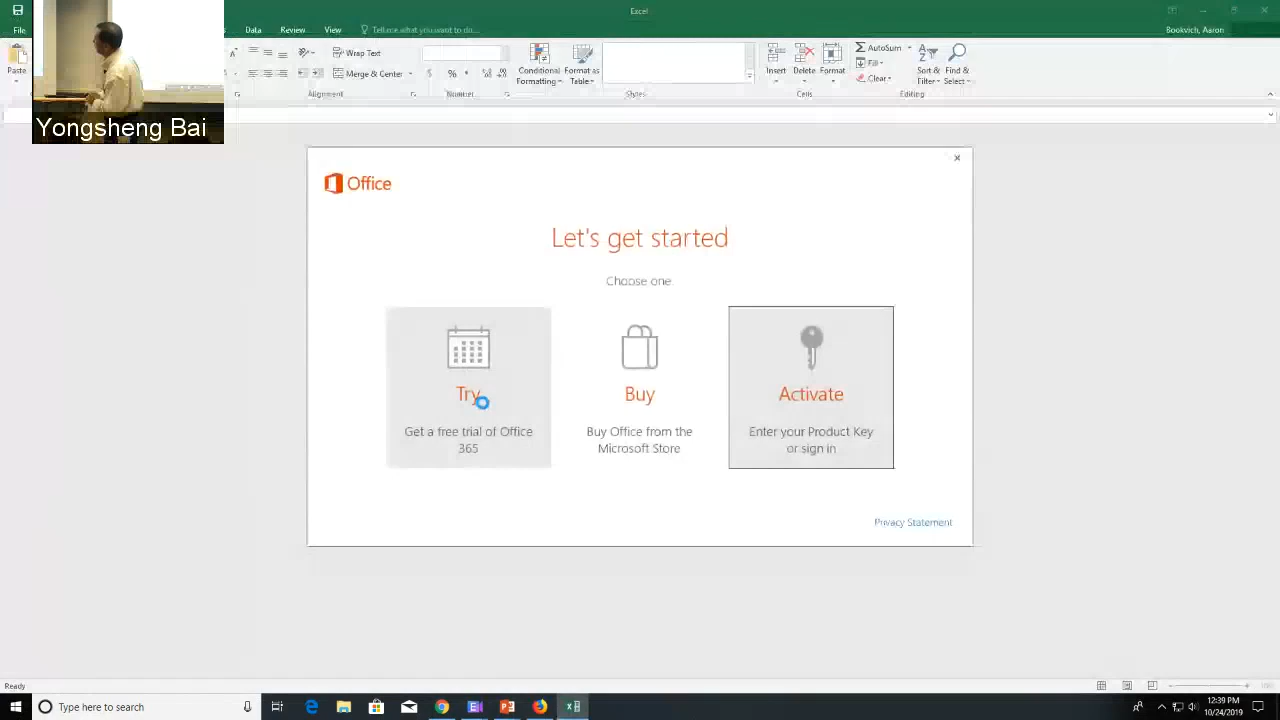 Excel
File
Data
Review
View
Tell me what you want to do...
Bookvich, Aaron
Paste
Wrap Text
Merge & Center
$
%
Conditional
Formatting
Format as
Table
Insert
Delete
Format
AutoSum
Fill
Clear
Sort &
Filter
Find &
Select
Alignment
Number
Styles
Cells
Editing
Yongsheng Bai
Office
Let's get started
Choose one.
Try
Get a free trial of Office
365
Buy
Buy Office from the
Microsoft Store
Activate
Enter your Product Key
or sign in
Privacy Statement
Ready
Type here to search
12:39 PM
10/24/2019